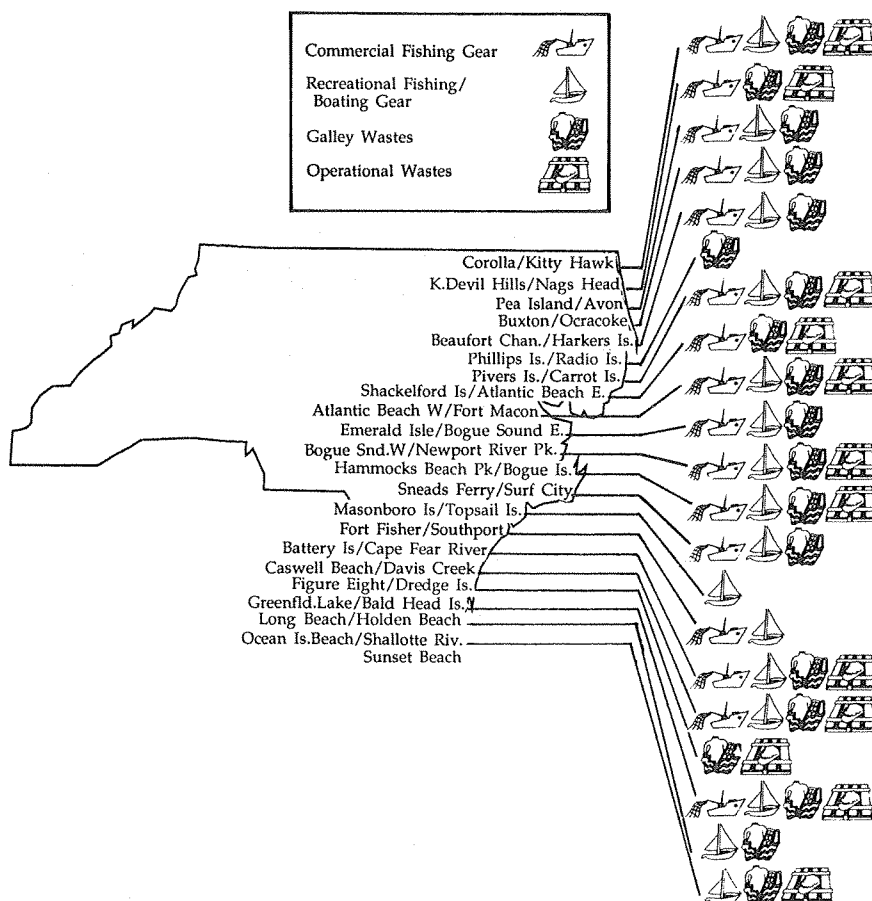 Commercial Fishing Gear
Recreational Fishing/
Boating Gear
Galley Wastes
Operational Wastes
Corolla/Kitty Hawk
K.Devil Hills/Nags Head
Pea Island/Avon
Buxton/Ocracoke
Beaufort Chan./Harkers Is.
Phillips Is./Radio Is.
Pivers Is./Carrot Is.
Shackelford Is/Atlantic Beach E.
Atlantic Beach W/Fort Macon
Emerald Isle/Bogue Sound E.
Bogue Snd.W/Newport River Pk.
Hammocks Beach Pk/Bogue Is.
Sneads Ferry/Surf City
Masonboro Is/Topsail Is.
Fort Fisher/Southport
Battery Is/Cape Fear River
Caswell Beach/Davis Creek
Figure Eight/Dredge Is.
Greenfld.Lake/Bald Head Is.
Long Beach/Holden Beach
Ocean Is.Beach/Shallotte Riv.
Sunset Beach